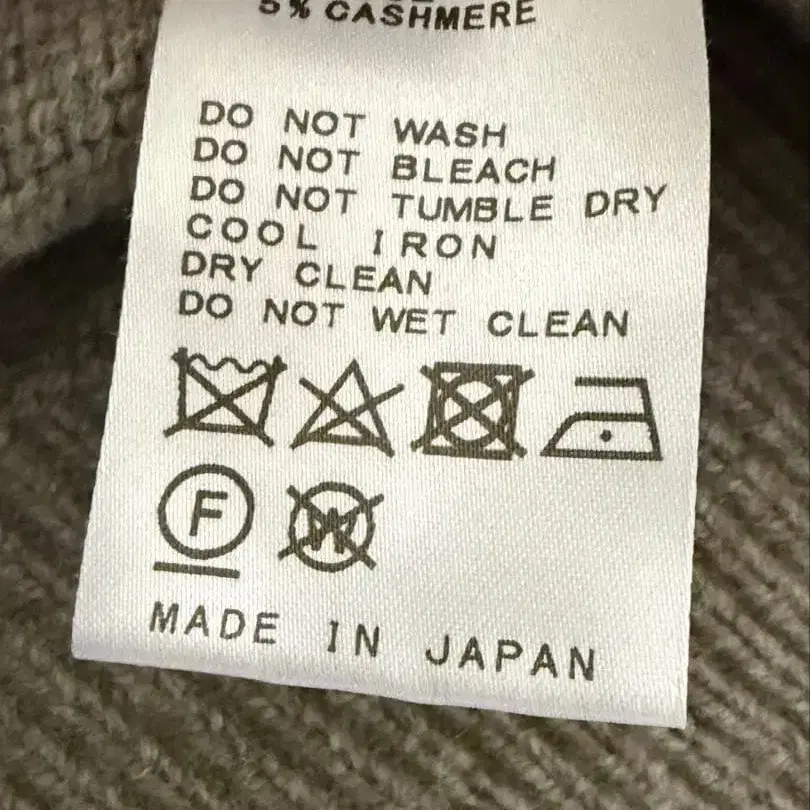 5% CASHMERE
DO NOT WASH
DO NOT BLEACH
DO NOT TUMBLE DRY
COOL IRON
DRY CLEAN
DO NOT WET CLEAN
F W
MADE IN JAPAN